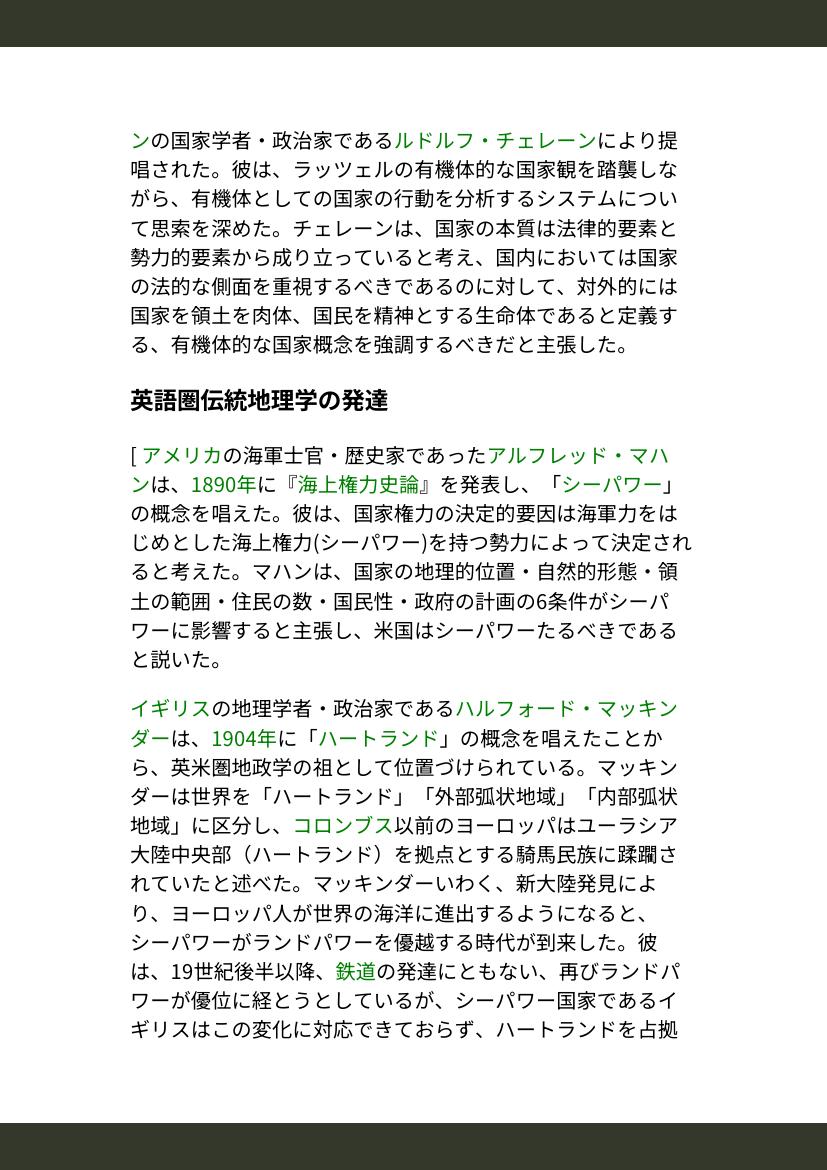 ンの国家学者・政治家であるルドルフ・チェレーンにより提
唱された。彼は、ラッツェルの有機体的な国家観を踏襲しな
がら、有機体としての国家の行動を分析するシステムについ
て思索を深めた。チェレーンは、国家の本質は法律的要素と
勢力的要素から成り立っていると考え、国内においては国家
の法的な側面を重視するべきであるのに対して、対外的には
国家を領土を肉体、国民を精神とする生命体であると定義す
る、有機体的な国家概念を強調するべきだと主張した。
英語圏伝統地理学の発達
[ アメリカの海軍士官・歴史家であったアルフレッド・マハ
ンは、1890年に『海上権力史論』を発表し、「シーパワー」
の概念を唱えた。彼は、国家権力の決定的要因は海軍力をは
じめとした海上権力(シーパワー)を持つ勢力によって決定され
ると考えた。マハンは、国家の地理的位置・自然的形態・領
土の範囲・住民の数・国民性・政府の計画の6条件がシーパ
ワーに影響すると主張し、米国はシーパワーたるべきである
と説いた。
イギリスの地理学者・政治家であるハルフォード・マッキン
ダーは、1904年に「ハートランド」の概念を唱えたことか
ら、英米圏地政学の祖として位置づけられている。マッキン
ダーは世界を「ハートランド」「外部弧状地域」「内部弧状
地域」に区分し、コロンブス以前のヨーロッパはユーラシア
大陸中央部（ハートランド）を拠点とする騎馬民族に蹂躙さ
れていたと述べた。マッキンダーいわく、新大陸発見によ
り、ヨーロッパ人が世界の海洋に進出するようになると、
シーパワーがランドパワーを優越する時代が到来した。彼
は、19世紀後半以降、鉄道の発達にともない、再びランドパ
ワーが優位に経とうとしているが、シーパワー国家であるイ
ギリスはこの変化に対応できておらず、ハートランドを占拠